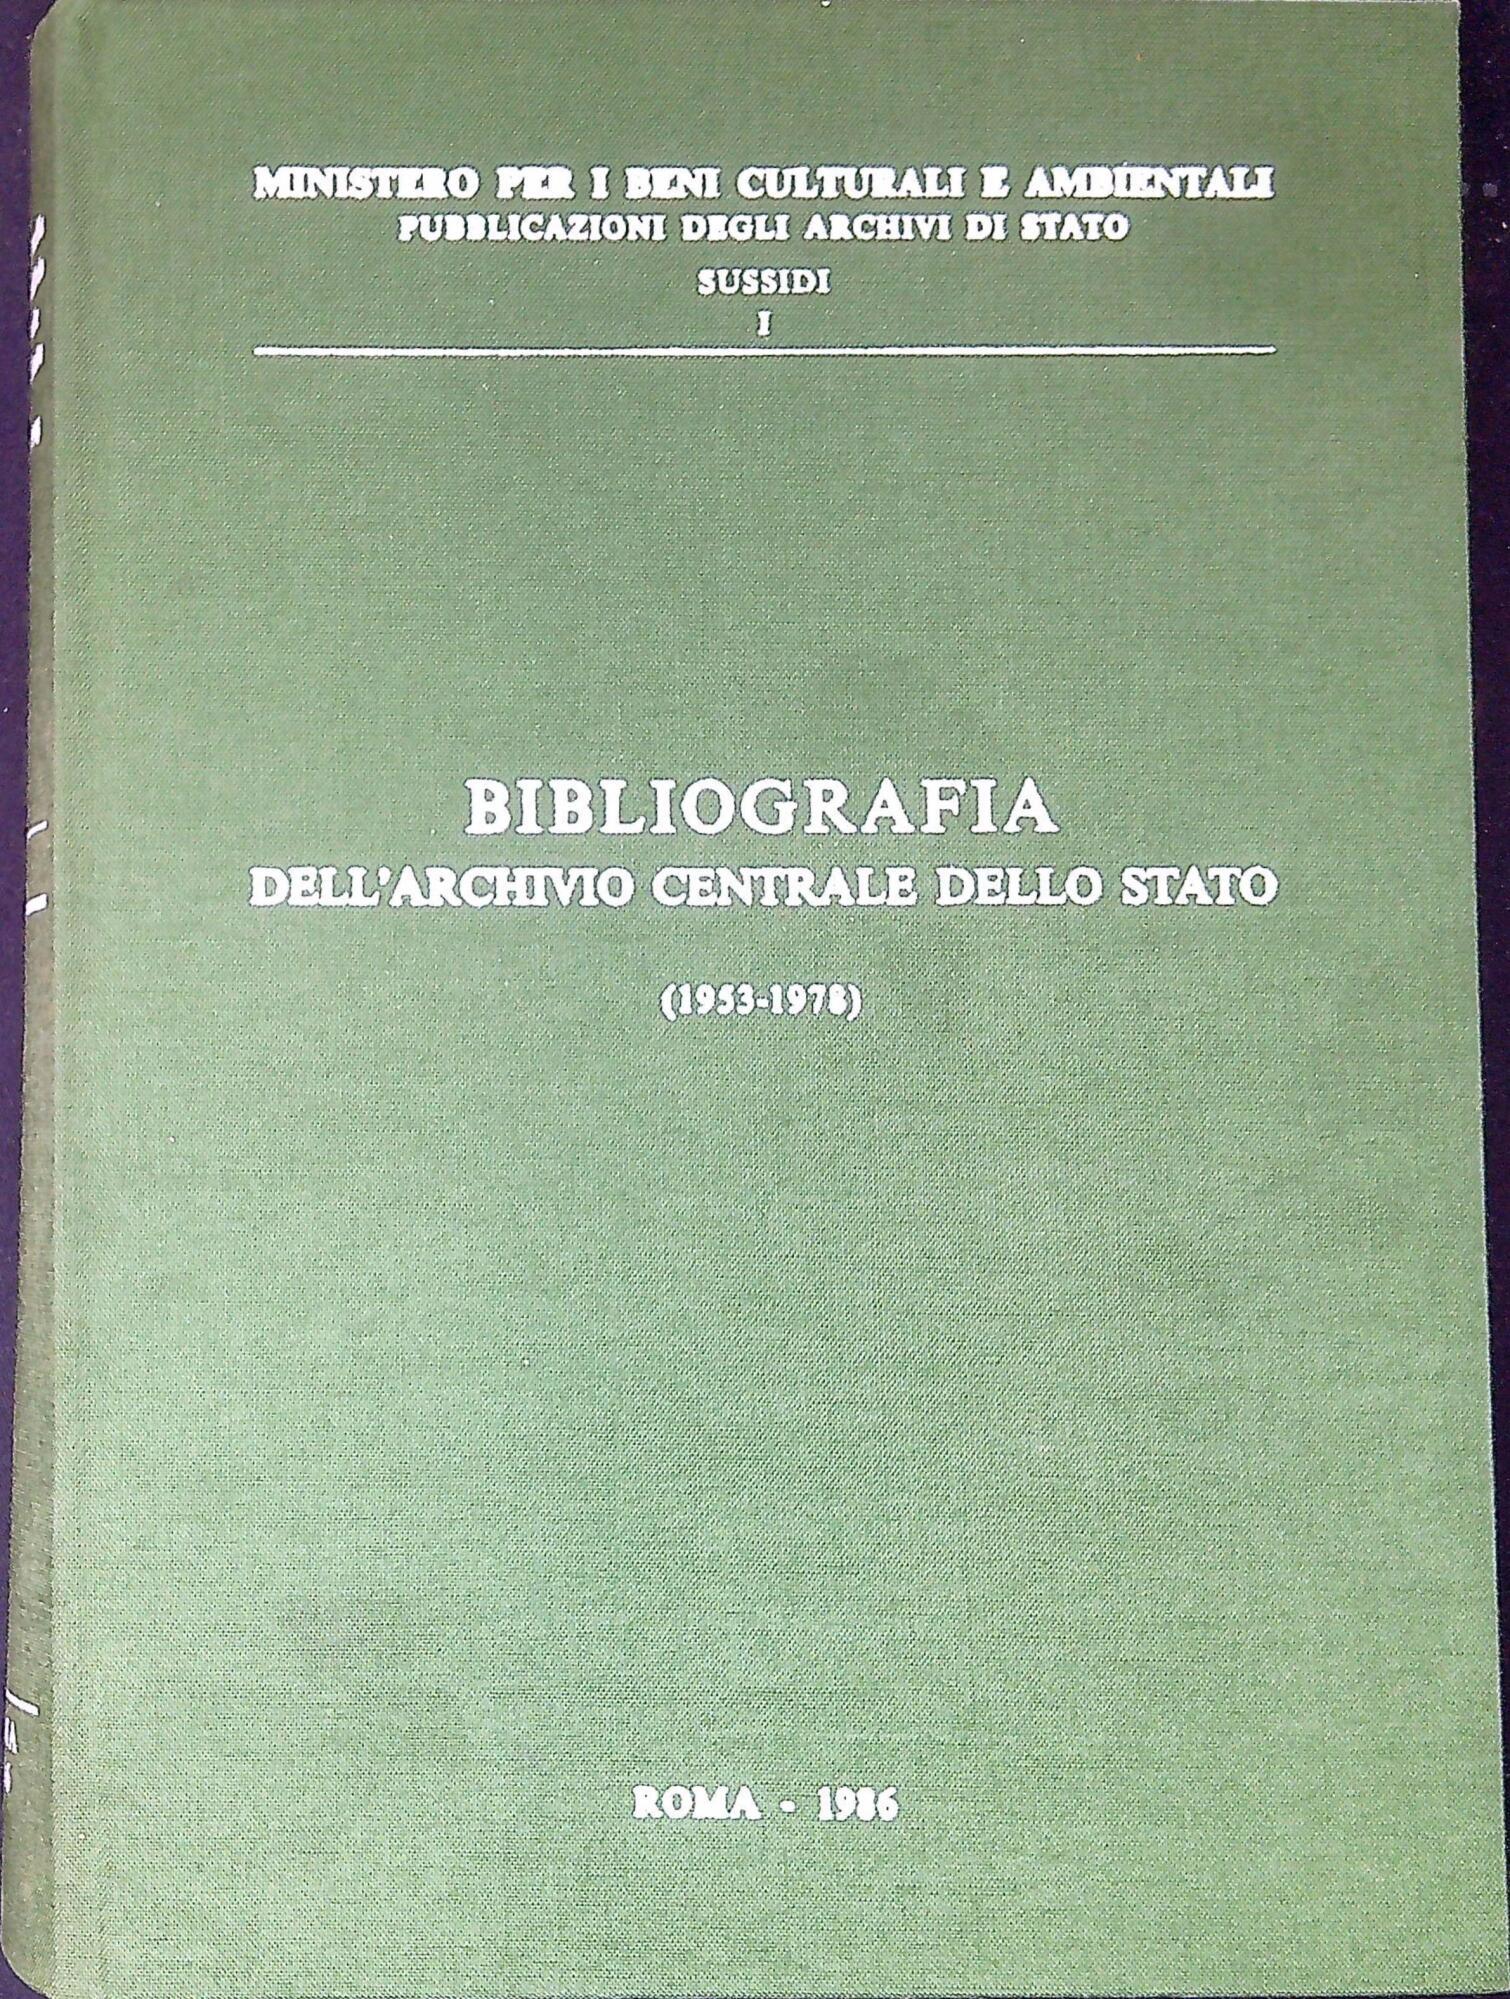 MINISTERO PER I BENI CULTURALI E AMBIENTALI
PUBBLICAZIONI DEGLI ARCHIVI DI STATO
SUSSIDI
I
BIBLIOGRAFIA
DELL'ARCHIVIO CENTRALE DELLO STATO
(1953-1978)
ROMA - 1986